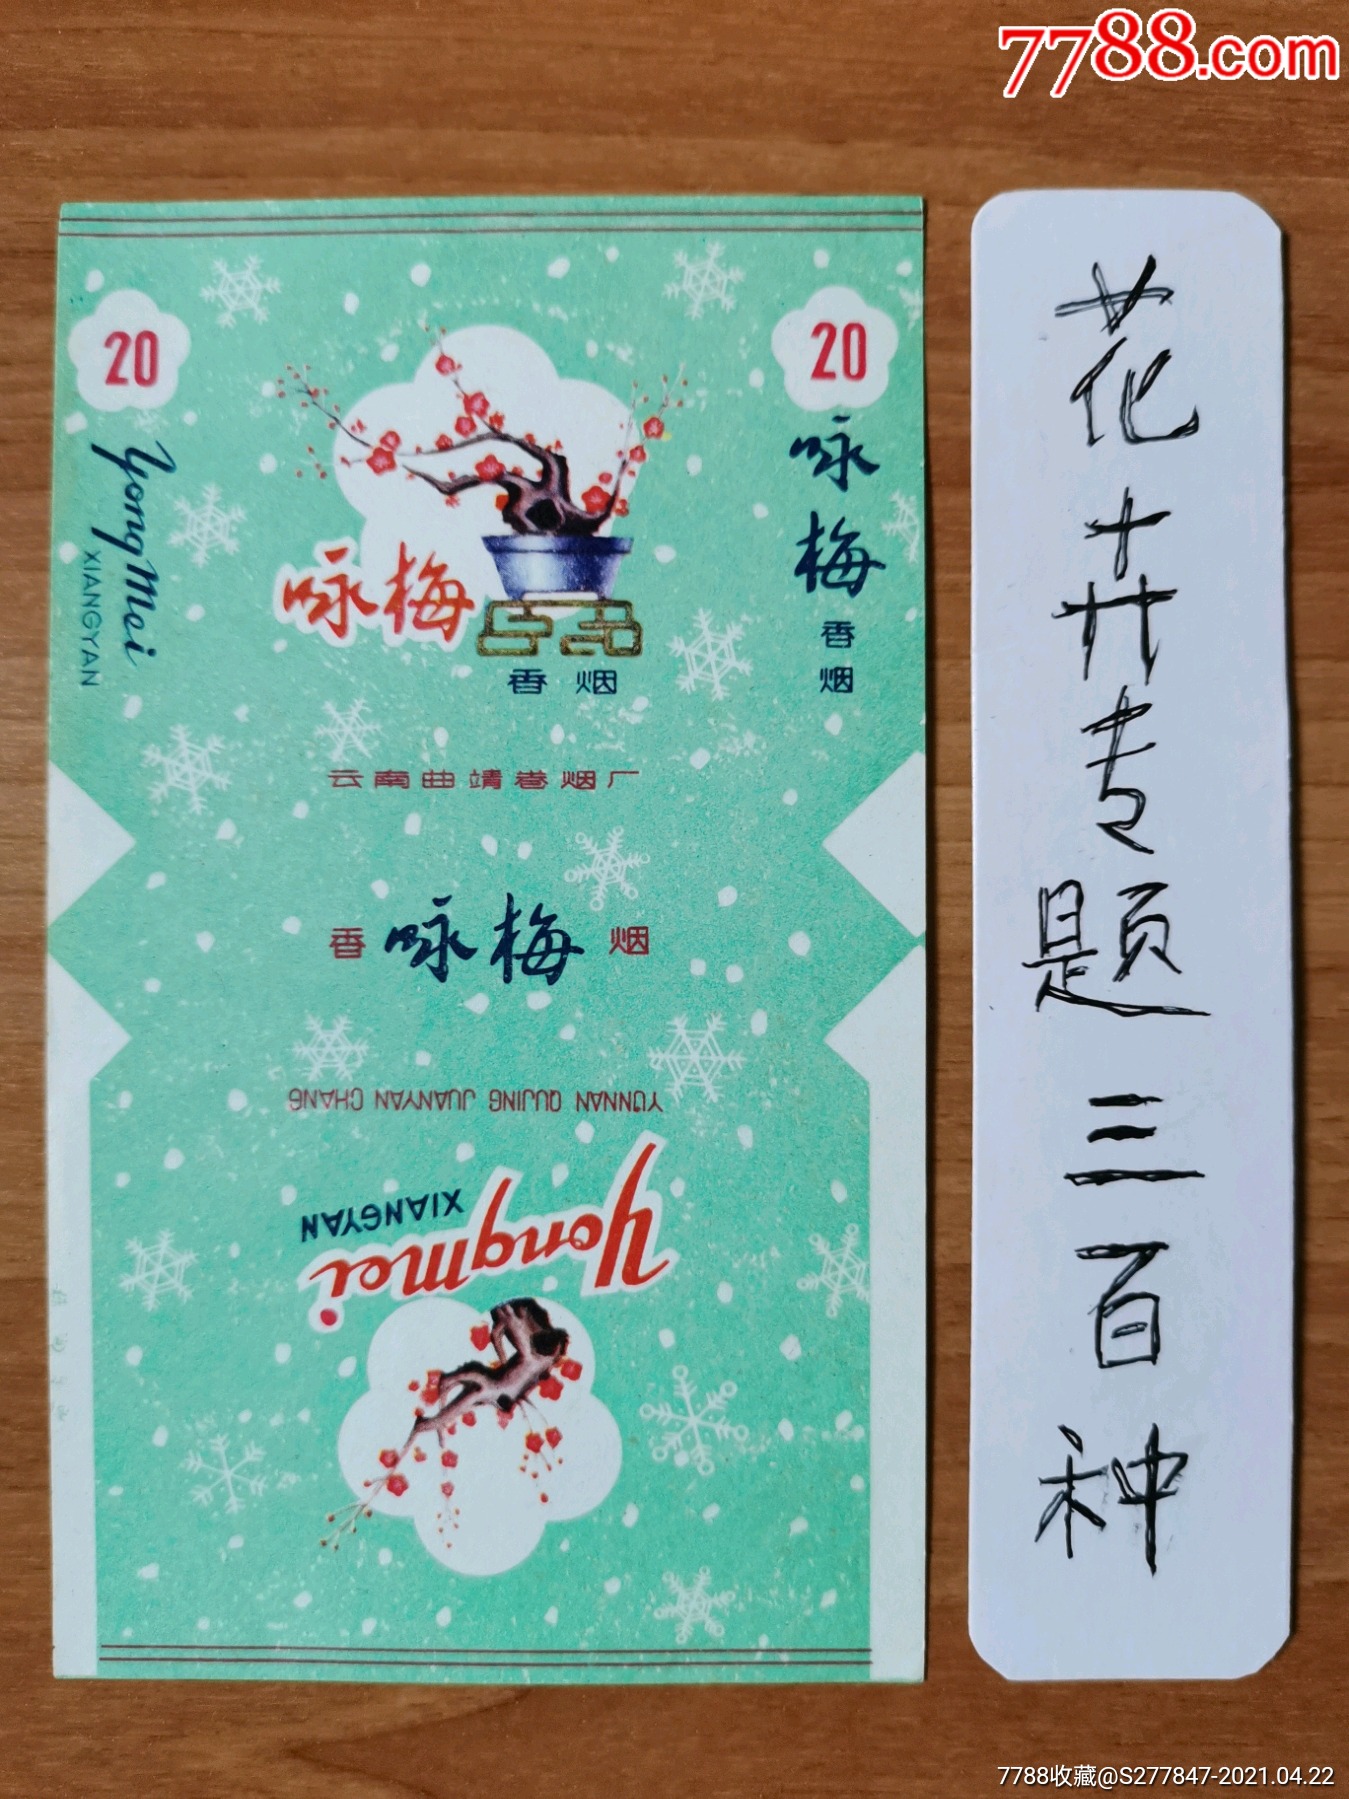 7788.com
20
20
YongMei
XIANGYAN
咏梅
香烟
咏梅
香烟
云南曲靖卷烟厂
香 咏梅 烟
YUNNAN QUJING JUANYAN CHANG
Yongmei
XIANGYAN
花卉专题三百种
7788收藏@S277847-2021.04.22